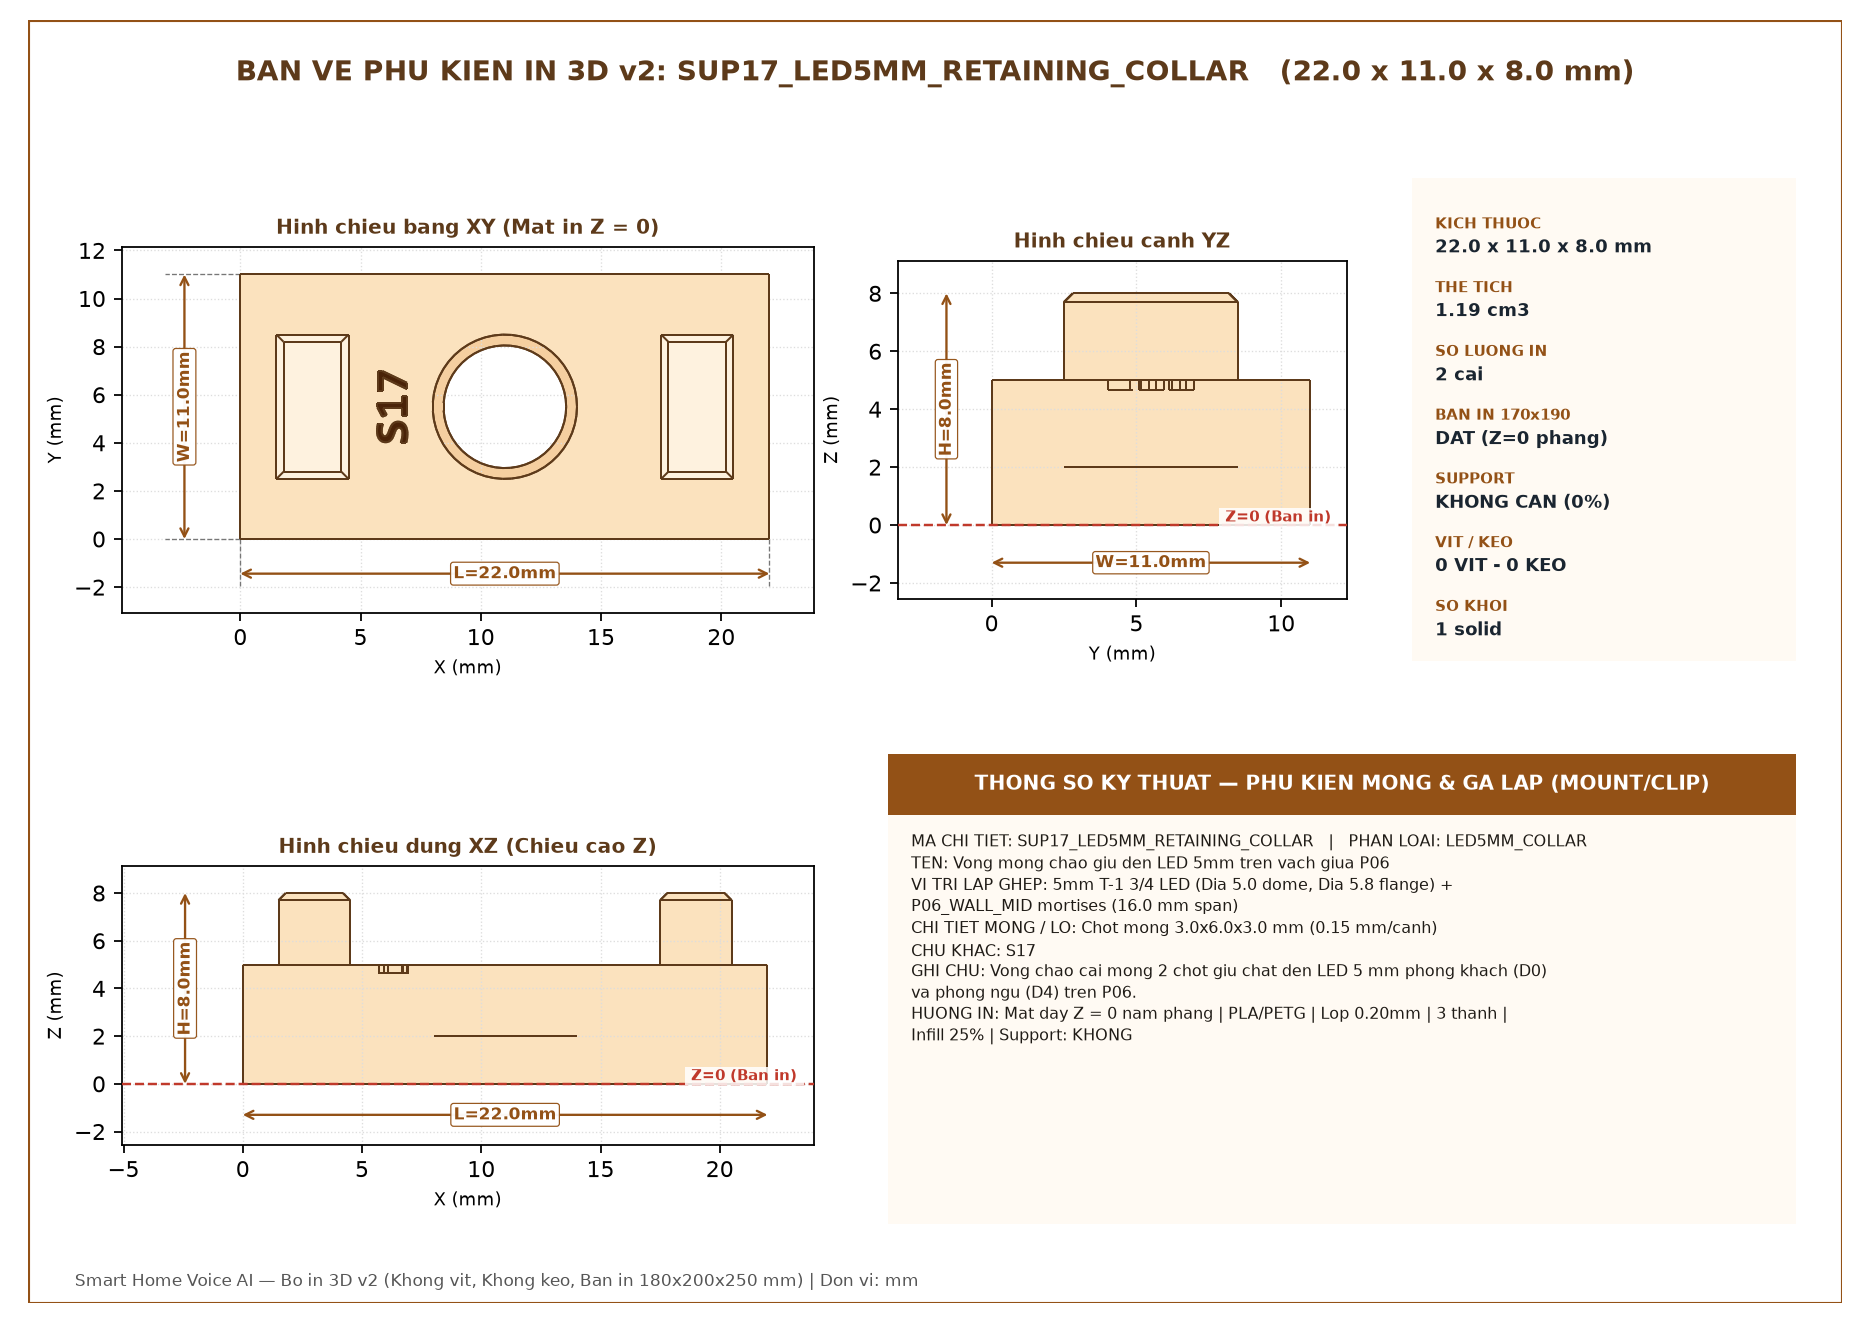 BAN VE PHU KIEN IN 3D v2: SUP17_LED5MM_RETAINING_COLLAR (22.0 x 11.0 x 8.0 mm)
Hinh chieu bang XY (Mat in Z = 0)
12
10
8
6
4
2
0
−2
Y (mm)
W=11.0mm
S17
L=22.0mm
0
5
10
15
20
X (mm)
Hinh chieu canh YZ
8
6
4
2
0
−2
Z (mm)
H=8.0mm
Z=0 (Ban in)
W=11.0mm
0
5
10
Y (mm)
KICH THUOC
22.0 x 11.0 x 8.0 mm
THE TICH
1.19 cm3
SO LUONG IN
2 cai
BAN IN 170x190
DAT (Z=0 phang)
SUPPORT
KHONG CAN (0%)
VIT / KEO
0 VIT - 0 KEO
SO KHOI
1 solid
Hinh chieu dung XZ (Chieu cao Z)
8
6
4
2
0
−2
Z (mm)
H=8.0mm
Z=0 (Ban in)
L=22.0mm
−5
0
5
10
15
20
X (mm)
THONG SO KY THUAT — PHU KIEN MONG & GA LAP (MOUNT/CLIP)
MA CHI TIET: SUP17_LED5MM_RETAINING_COLLAR | PHAN LOAI: LED5MM_COLLAR
TEN: Vong mong chao giu den LED 5mm tren vach giua P06
VI TRI LAP GHEP: 5mm T-1 3/4 LED (Dia 5.0 dome, Dia 5.8 flange) +
P06_WALL_MID mortises (16.0 mm span)
CHI TIET MONG / LO: Chot mong 3.0x6.0x3.0 mm (0.15 mm/canh)
CHU KHAC: S17
GHI CHU: Vong chao cai mong 2 chot giu chat den LED 5 mm phong khach (D0)
va phong ngu (D4) tren P06.
HUONG IN: Mat day Z = 0 nam phang | PLA/PETG | Lop 0.20mm | 3 thanh |
Infill 25% | Support: KHONG
Smart Home Voice AI — Bo in 3D v2 (Khong vit, Khong keo, Ban in 180x200x250 mm) | Don vi: mm